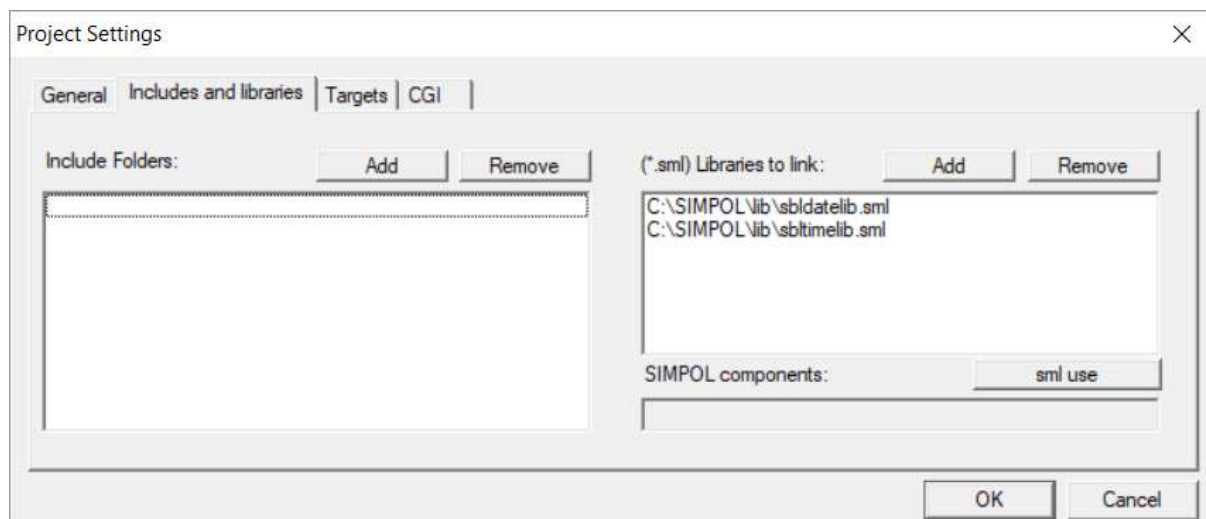 Project Settings
General Includes and libraries Targets CGI
Include Folders: Add Remove
(*.sml) Libraries to link: Add Remove
C:\SIMPOL\lib\sbldatelib.sml
C:\SIMPOL\lib\sbltimelib.sml
SIMPOL components: sml use
OK Cancel